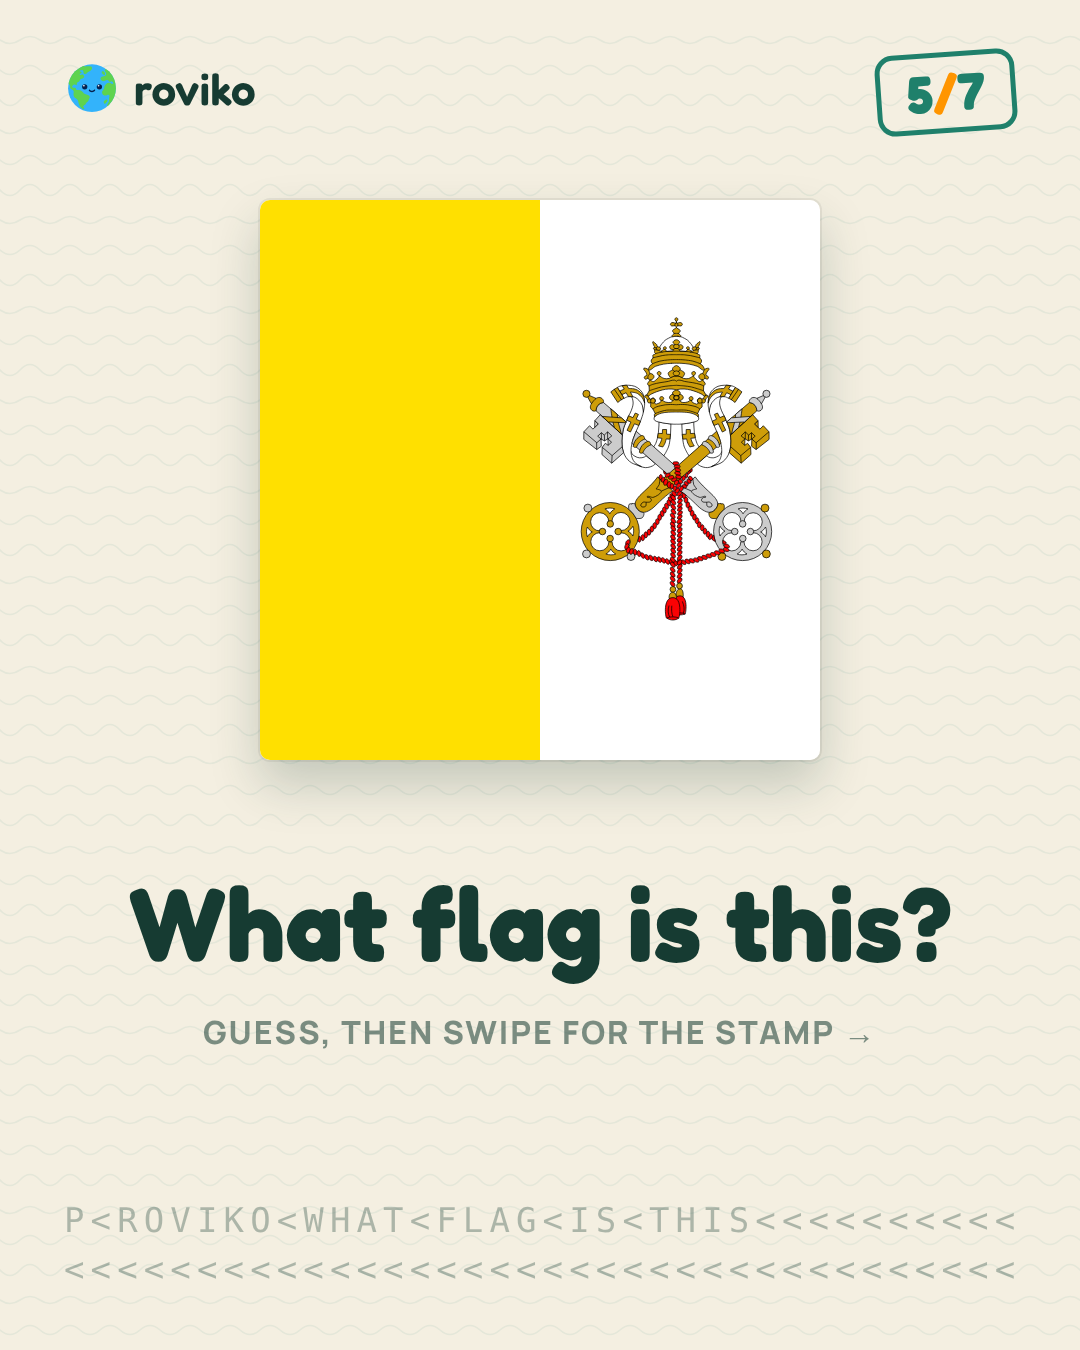 roviko
5/7
What flag is this?
GUESS, THEN SWIPE FOR THE STAMP →
P<ROVIKO<WHAT<FLAG<IS<THIS<<<<<<<<<<
<<<<<<<<<<<<<<<<<<<<<<<<<<<<<<<<<<<<